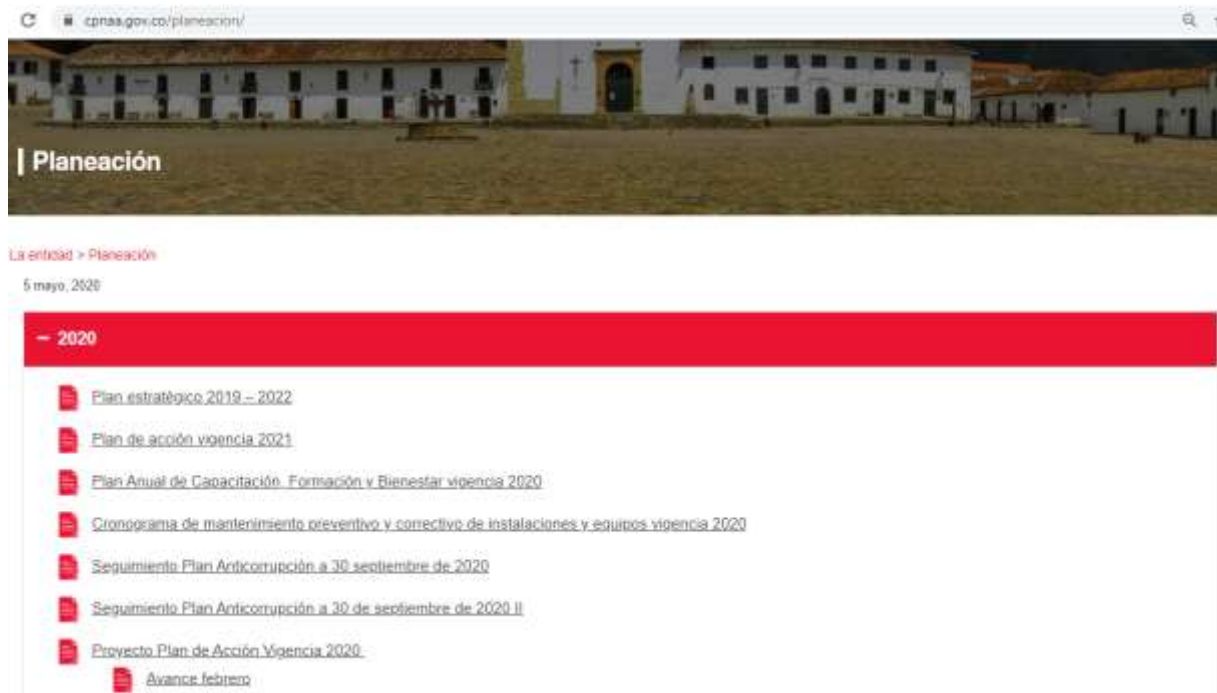 cpnaa.gov.co/planeacion/
Planeación
La entidad > Planeación
5 mayo, 2020
− 2020
Plan estratégico 2019 – 2022
Plan de acción vigencia 2021
Plan Anual de Capacitación, Formación y Bienestar vigencia 2020
Cronograma de mantenimiento preventivo y correctivo de instalaciones y equipos vigencia 2020
Seguimiento Plan Anticorrupción a 30 septiembre de 2020
Seguimiento Plan Anticorrupción a 30 de septiembre de 2020 II
Proyecto Plan de Acción Vigencia 2020
Avance febrero